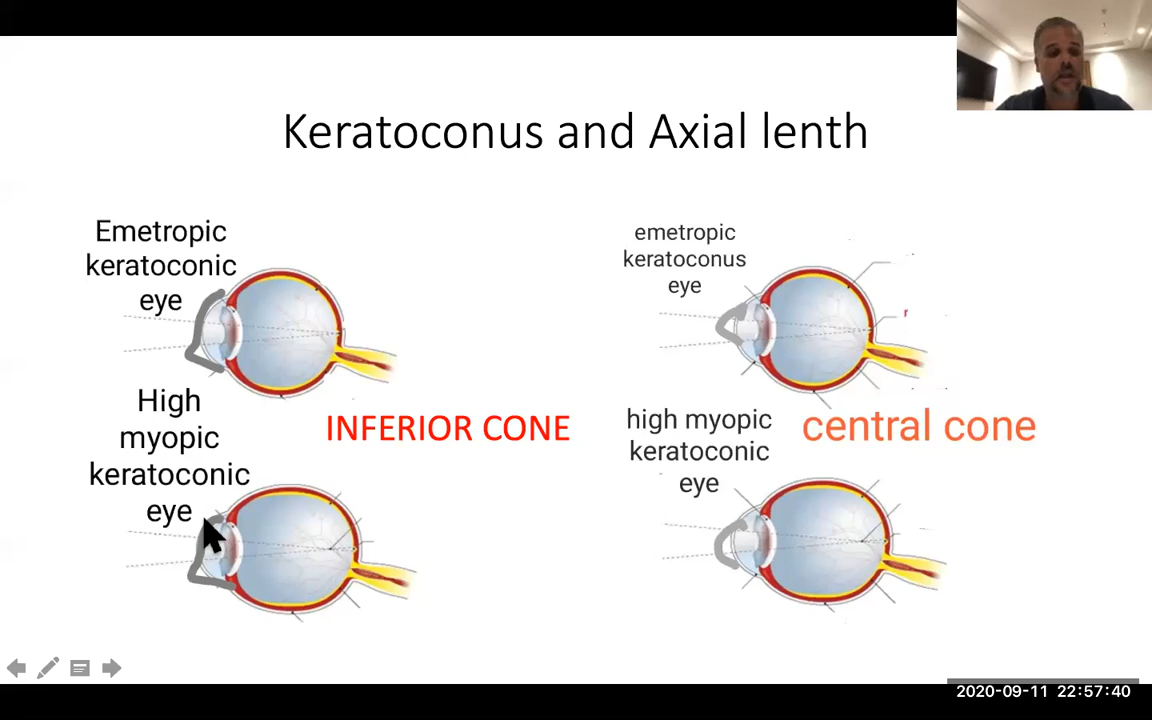 Keratoconus and Axial lenth
Emetropic
keratoconic
eye
High
myopic
keratoconic
eye
INFERIOR CONE
emetropic
keratoconus
eye
r
high myopic
keratoconic
eye
central cone
2020-09-11 22:57:40